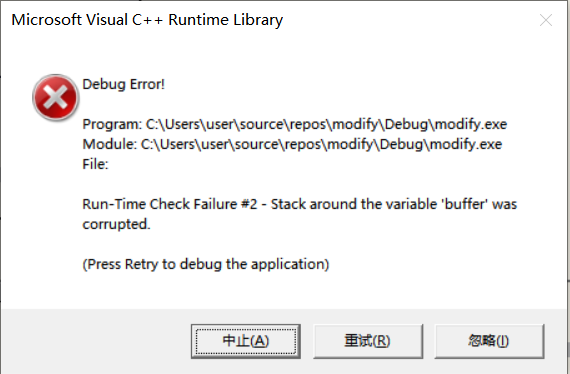 Microsoft Visual C++ Runtime Library
Debug Error!
Program: C:\Users\user\source\repos\modify\Debug\modify.exe
Module: C:\Users\user\source\repos\modify\Debug\modify.exe
File:
Run-Time Check Failure #2 - Stack around the variable 'buffer' was
corrupted.
(Press Retry to debug the application)
中止(A)
重试(R)
忽略(I)